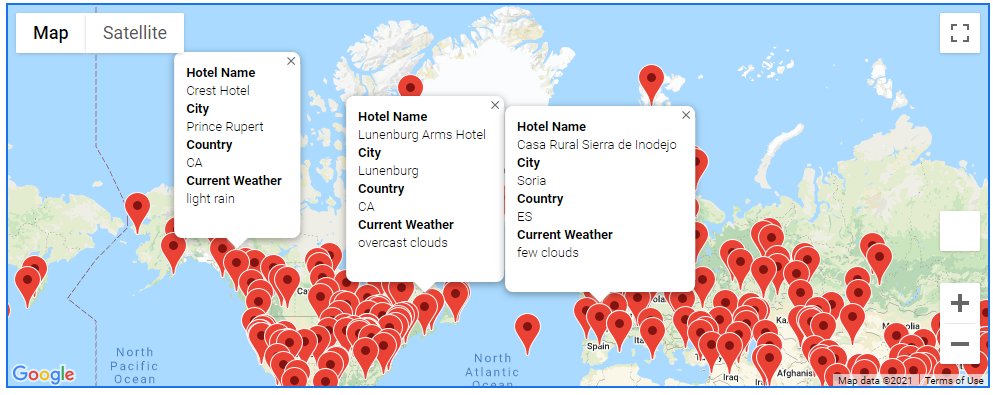 Map
Satellite
Hotel Name
Crest Hotel
City
Prince Rupert
Country
CA
Current Weather
light rain
Hotel Name
Lunenburg Arms Hotel
City
Lunenburg
Country
CA
Current Weather
overcast clouds
Hotel Name
Casa Rural Sierra de Inodejo
City
Soria
Country
ES
Current Weather
few clouds
North
Pacific
Ocean
North
Atlantic
Ocean
Spain
Iraq
Google
Map data ©2021
Terms of Use